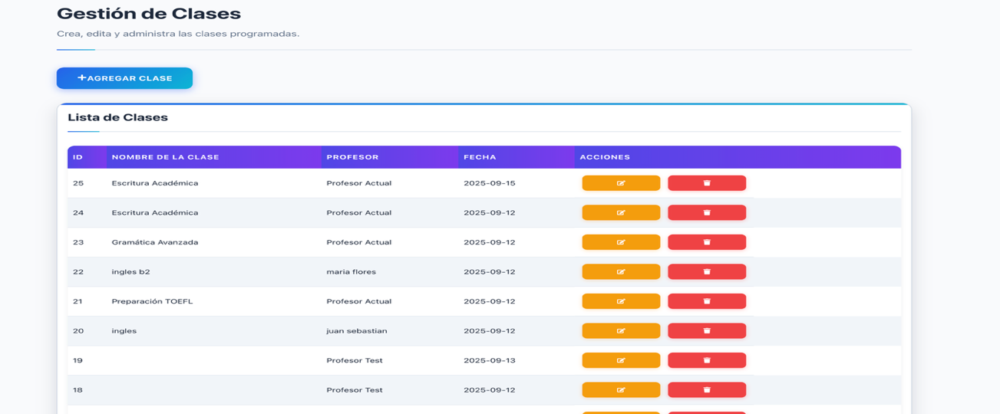 Gestión de Clases
Crea, edita y administra las clases programadas.
+AGREGAR CLASE
Lista de Clases
ID NOMBRE DE LA CLASE PROFESOR FECHA ACCIONES
25 Escritura Académica Profesor Actual 2025-09-15
24 Escritura Académica Profesor Actual 2025-09-12
23 Gramática Avanzada Profesor Actual 2025-09-12
22 ingles b2 maria flores 2025-09-12
21 Preparación TOEFL Profesor Actual 2025-09-12
20 ingles juan sebastian 2025-09-12
19 Profesor Test 2025-09-13
18 Profesor Test 2025-09-12